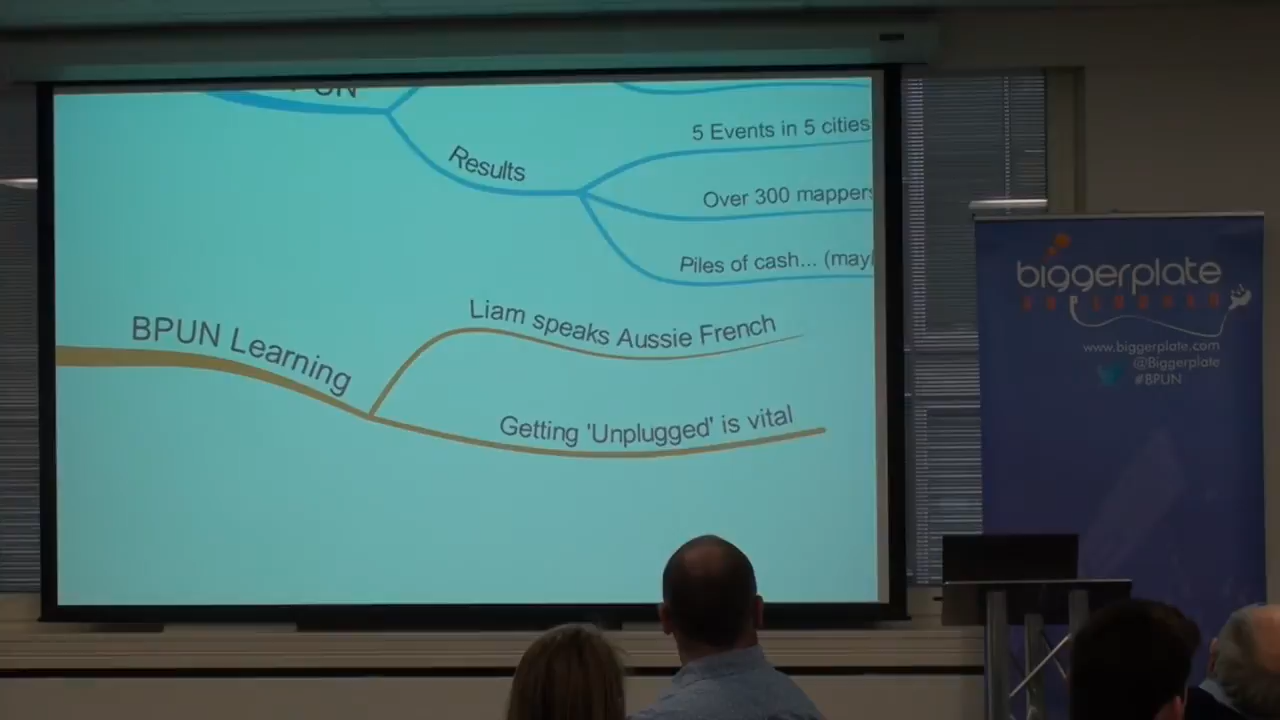 5 Events in 5 cities
Results
Over 300 mappers
Piles of cash... (may
Liam speaks Aussie French
BPUN Learning
Getting 'Unplugged' is vital
biggerplate
UNPLUGGED
www.biggerplate.com
@Biggerplate
#BPUN